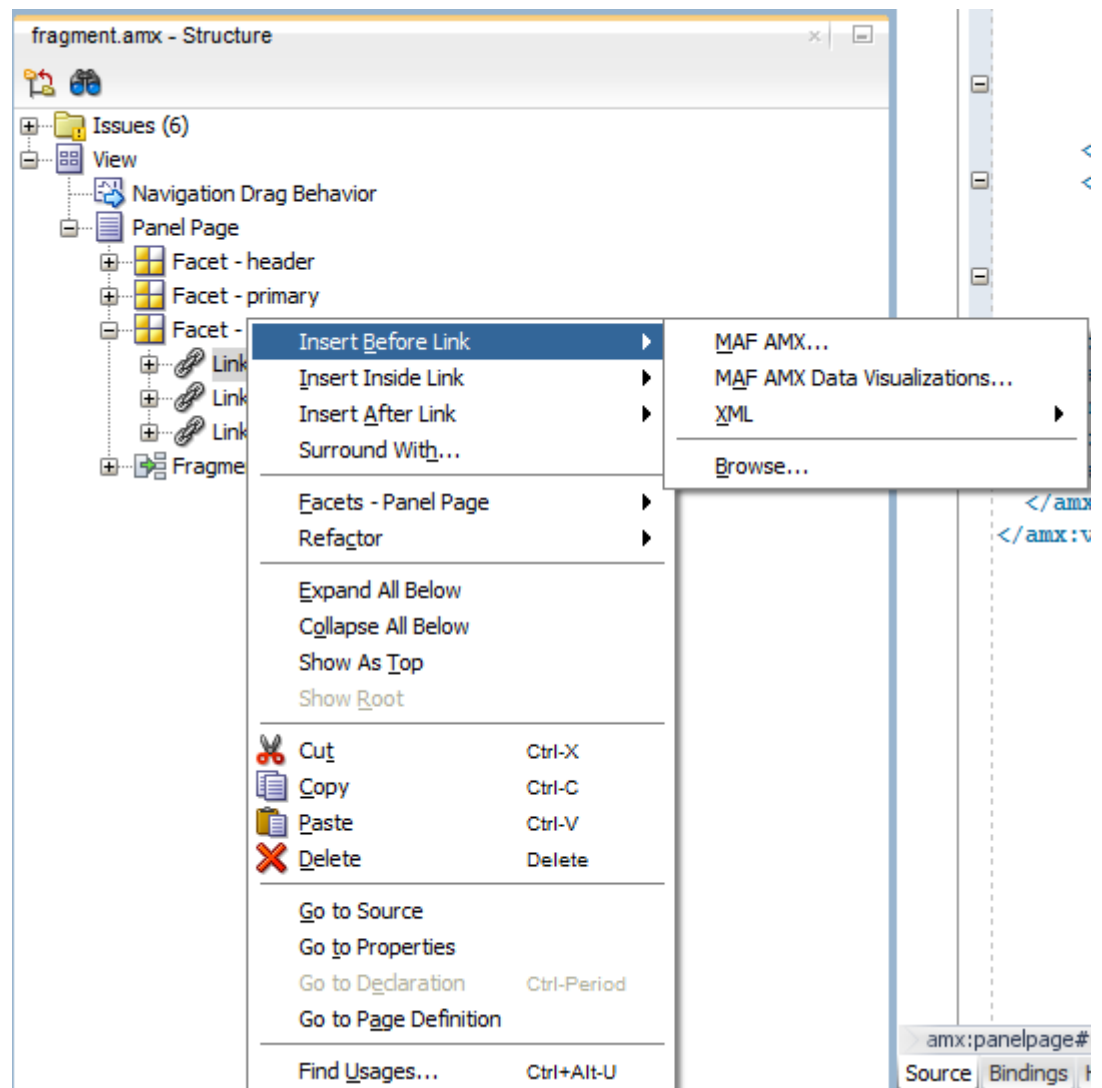 fragment.amx - Structure
Issues (6)
View
Navigation Drag Behavior
Panel Page
Facet - header
Facet - primary
Facet -
Link
Link
Link
Insert Before Link
Insert Inside Link
Insert After Link
Surround With...
Facets - Panel Page
Refactor
Expand All Below
Collapse All Below
Show As Top
Show Root
Cut Ctrl-X
Copy Ctrl-C
Paste Ctrl-V
Delete Delete
Go to Source
Go to Properties
Go to Declaration Ctrl-Period
Go to Page Definition
Find Usages... Ctrl+Alt-U
MAF AMX...
MAF AMX Data Visualizations...
XML
Browse...
<
<
</amx
</amx:v
amx:panelpage#
Source Bindings